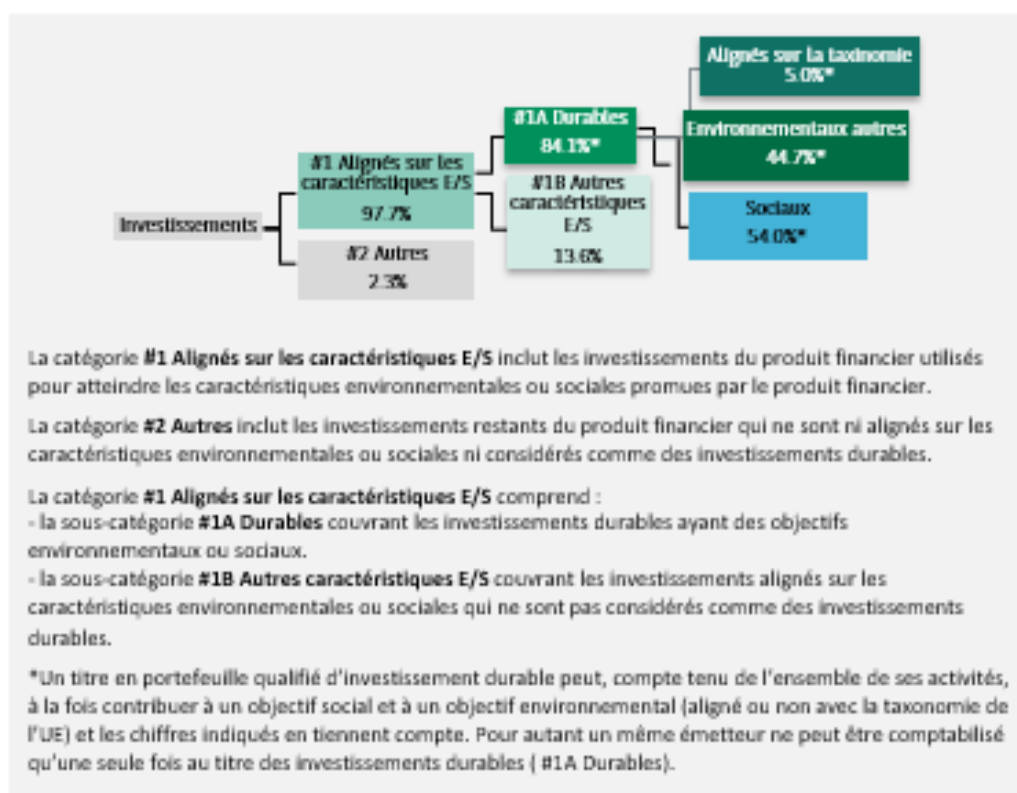 Alignés sur la taxinomie
5.0%*
#1A Durables
84.1%*
Environnementaux autres
44.7%*
#1 Alignés sur les
caractéristiques E/S
97.7%
#1B Autres
caractéristiques
E/S
13.6%
Sociaux
54.0%*
Investissements
#2 Autres
2.3%
La catégorie #1 Alignés sur les caractéristiques E/S inclut les investissements du produit financier utilisés
pour atteindre les caractéristiques environnementales ou sociales promues par le produit financier.
La catégorie #2 Autres inclut les investissements restants du produit financier qui ne sont ni alignés sur les
caractéristiques environnementales ou sociales ni considérés comme des investissements durables.
La catégorie #1 Alignés sur les caractéristiques E/S comprend :
- la sous-catégorie #1A Durables couvrant les investissements durables ayant des objectifs
environnementaux ou sociaux.
- la sous-catégorie #1B Autres caractéristiques E/S couvrant les investissements alignés sur les
caractéristiques environnementales ou sociales qui ne sont pas considérés comme des investissements
durables.
*Un titre en portefeuille qualifié d'investissement durable peut, compte tenu de l'ensemble de ses activités,
à la fois contribuer à un objectif social et à un objectif environnemental (aligné ou non avec la taxonomie de
l'UE) et les chiffres indiqués en tiennent compte. Pour autant un même émetteur ne peut être comptabilisé
qu'une seule fois au titre des investissements durables ( #1A Durables).